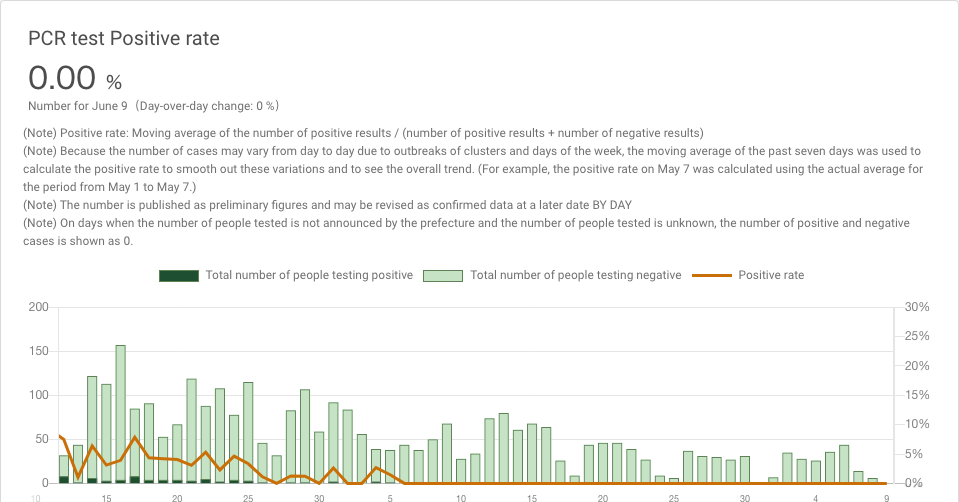 PCR test Positive rate
0.00 %
Number for June 9（Day-over-day change: 0 %）
(Note) Positive rate: Moving average of the number of positive results / (number of positive results + number of negative results)
(Note) Because the number of cases may vary from day to day due to outbreaks of clusters and days of the week, the moving average of the past seven days was used to
calculate the positive rate to smooth out these variations and to see the overall trend. (For example, the positive rate on May 7 was calculated using the actual average for
the period from May 1 to May 7.)
(Note) The number is published as preliminary figures and may be revised as confirmed data at a later date BY DAY
(Note) On days when the number of people tested is not announced by the prefecture and the number of people tested is unknown, the number of positive and negative
cases is shown as 0.
Total number of people testing positive Total number of people testing negative Positive rate
200 30%
25%
150
20%
100 15%
10%
50
5%
0 0%
10 15 20 25 30 5 10 15 20 25 30 4 9